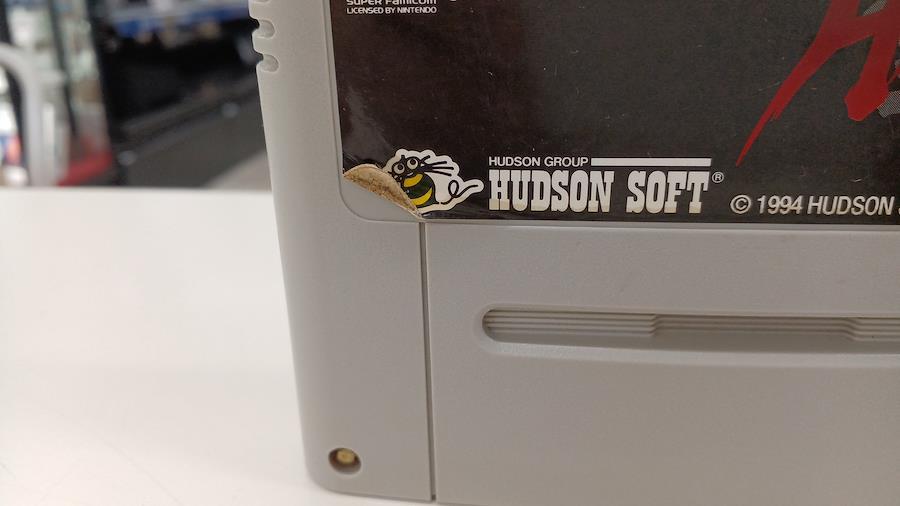 SUPER FAMICOM
LICENSED BY NINTENDO
HUDSON GROUP
HUDSON SOFT®
© 1994 HUDSON